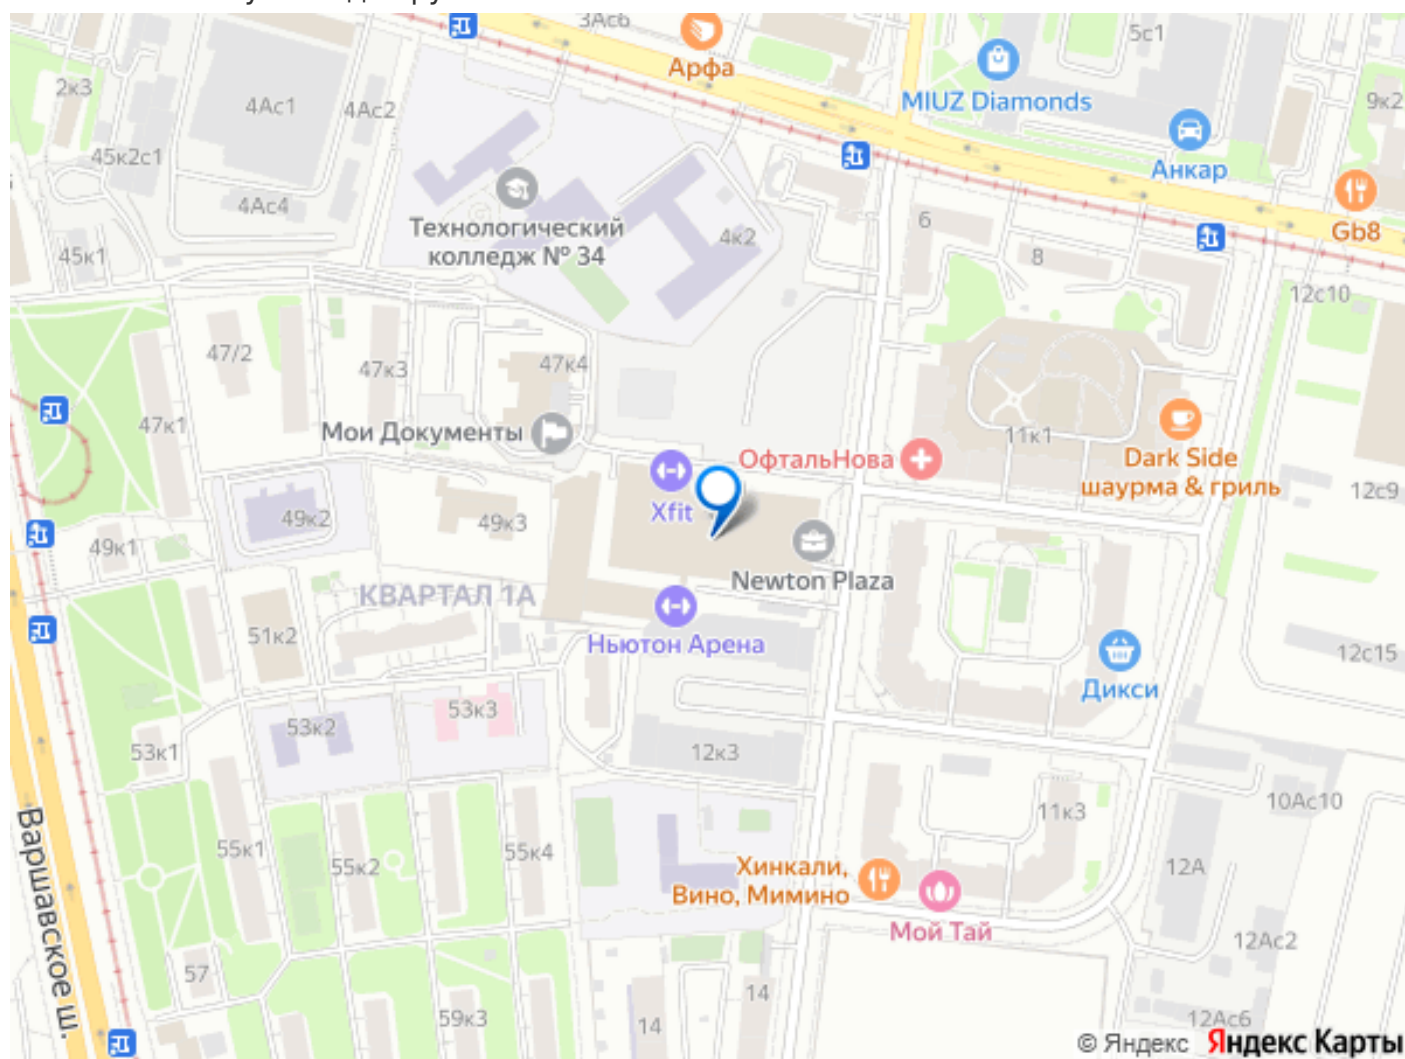 3Ас6
Арфа
5с1
MIUZ Diamonds
2к3
4Ас1
4Ас2
9к2
45к2с1
Анкар
4Ас4
Технологический
колледж № 34
4к2
6
Gb8
45к1
8
12с10
47/2
47к3
47к4
47к1
Мои Документы
11к1
ОфтальНова
Dark Side
шаурма & гриль
Xfit
12с9
49к2
49к3
49к1
Newton Plaza
КВАРТАЛ 1А
51к2
Ньютон Арена
12с15
Дикси
53к3
53к2
53к1
12к3
10Ас10
11к3
Варшавское ш.
55к1
55к2
55к4
Хинкали,
Вино, Мимино
12А
Мой Тай
12Ас2
57
14
59к3
14
12Ас6
© Яндекс Яндекс Карты